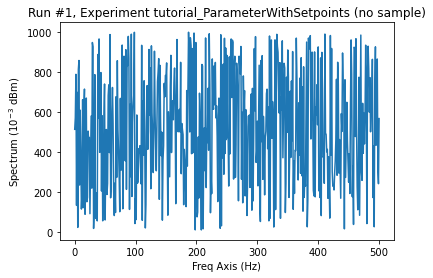 Run #1, Experiment tutorial_ParameterWithSetpoints (no sample)
1000
800
600
400
200
0
Spectrum (10⁻³ dBm)
0 100 200 300 400 500
Freq Axis (Hz)